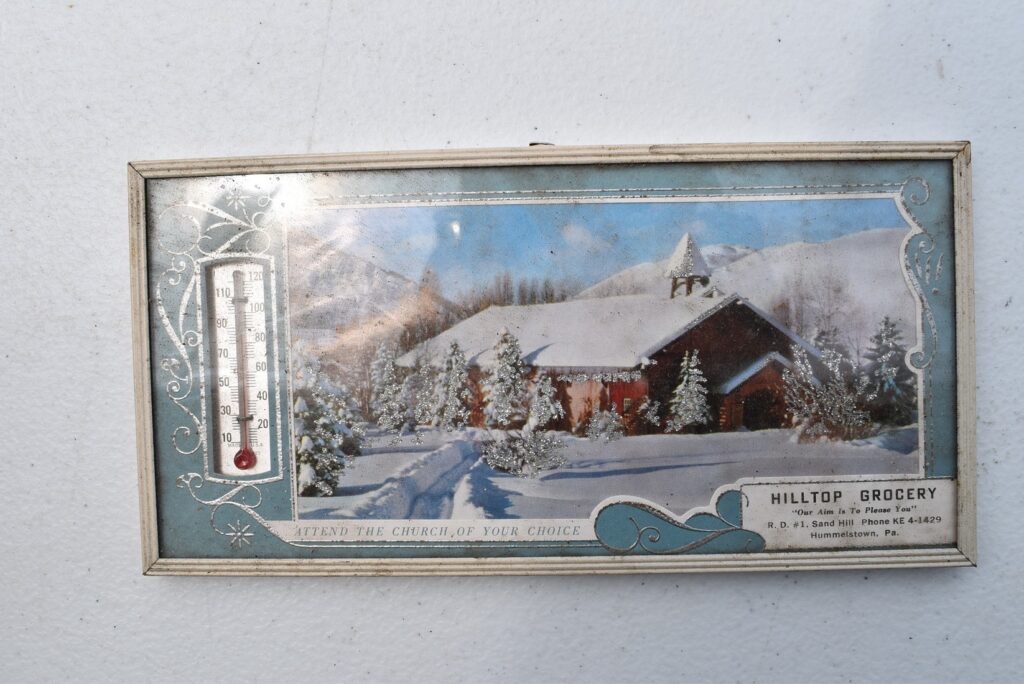 120
110
100
90
80
70
60
50
40
30
20
10
ATTEND THE CHURCH OF YOUR CHOICE
HILLTOP GROCERY
"Our Aim Is To Please You"
R. D. #1, Sand Hill Phone KE 4-1429
Hummelstown, Pa.